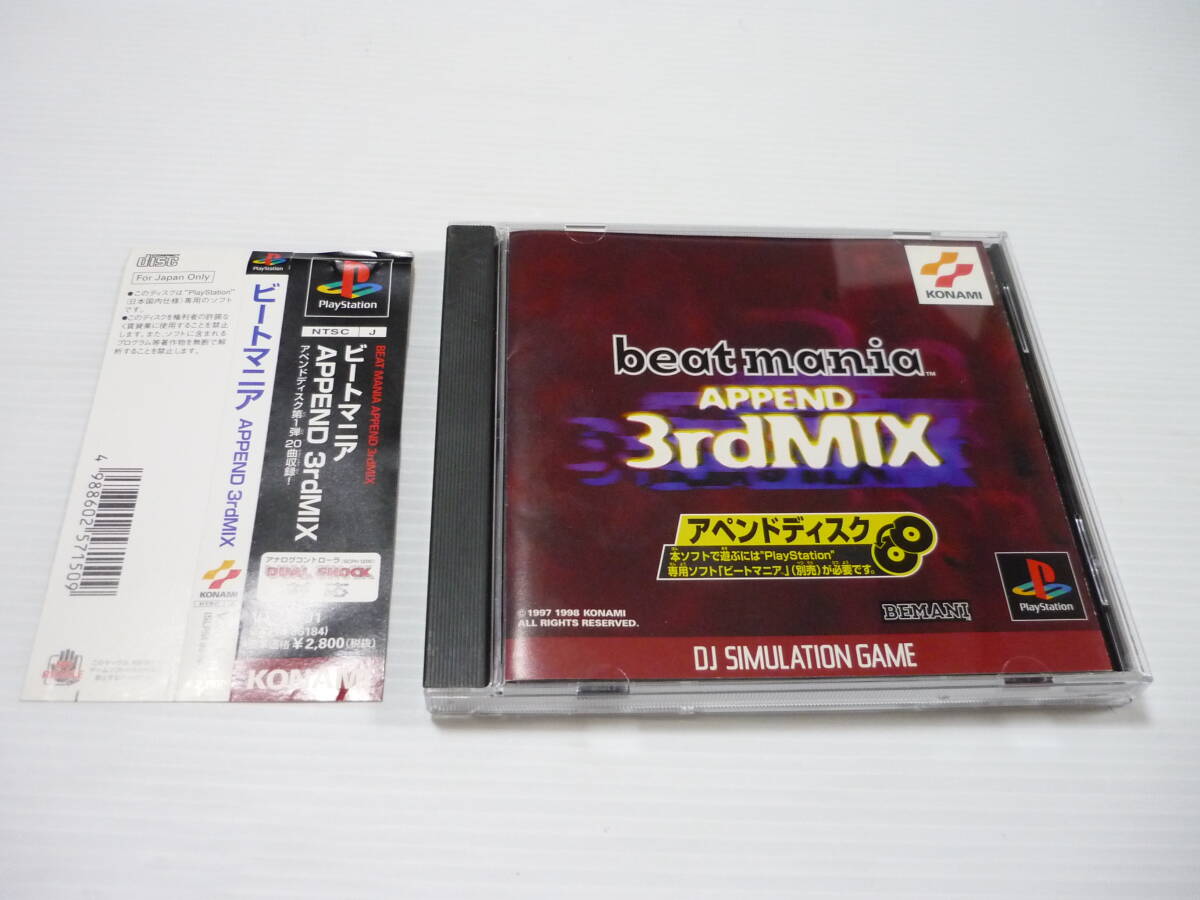 disc
For Japan Only
●このディスクは"PlayStation"
(日本国内仕様)専用のソフト
です。
●このディスクを権利者の許諾な
く賃貸業に使用することを禁止
します。また、ソフトに含まれる
プログラム等著作物を無断で解
析することを禁止します。
4 988602 571509
PlayStation
ビートマニア APPEND 3rdMIX
KONAMI
PlayStation
NTSC J
BEAT MANIA APPEND 3rdMIX
ビートマニア
APPEND 3rdMIX
アペンドディスク第1弾 20曲収録!
アナログコントローラ
DUAL SHOCK
¥2,800
KONAMI
KONAMI
beatmania™
APPEND
3rdMIX
アペンドディスク
本ソフトで遊ぶには"PlayStation"
専用ソフト「ビートマニア」(別売)が必要です。
©1997 1998 KONAMI
ALL RIGHTS RESERVED.
BEMANI
PlayStation
DJ SIMULATION GAME